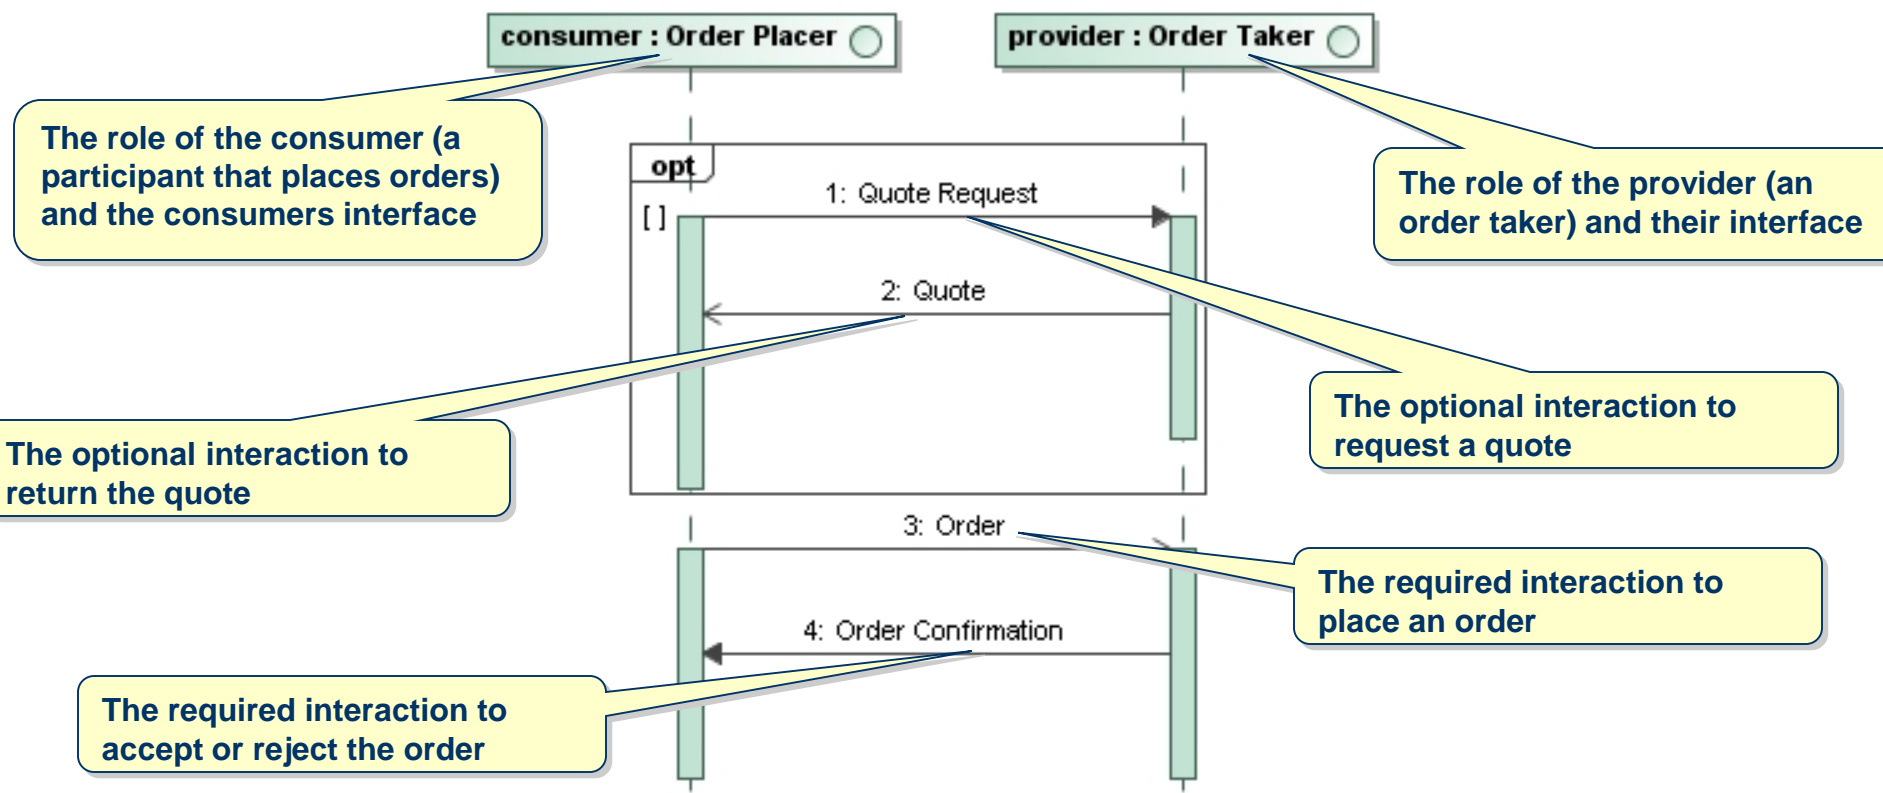 consumer : Order Placer
provider : Order Taker
The role of the consumer (a
participant that places orders)
and the consumers interface
The role of the provider (an
order taker) and their interface
opt
1: Quote Request
[ ]
2: Quote
The optional interaction to
request a quote
The optional interaction to
return the quote
3: Order
The required interaction to
place an order
4: Order Confirmation
The required interaction to
accept or reject the order